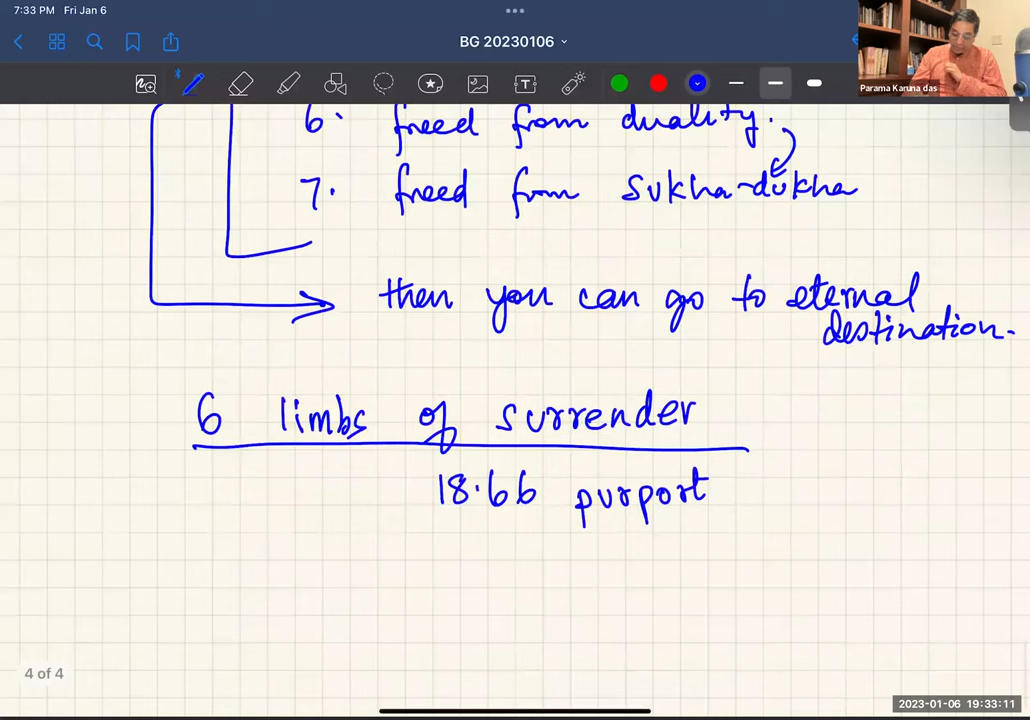 7:33 PM Fri Jan 6
BG 20230106
Parama Karuna das
6. freed from duality.
7. freed from sukha-dukha
then you can go to eternal
destination.
6 limbs of surrender
18.66 purport
4 of 4
2023-01-06 19:33:11